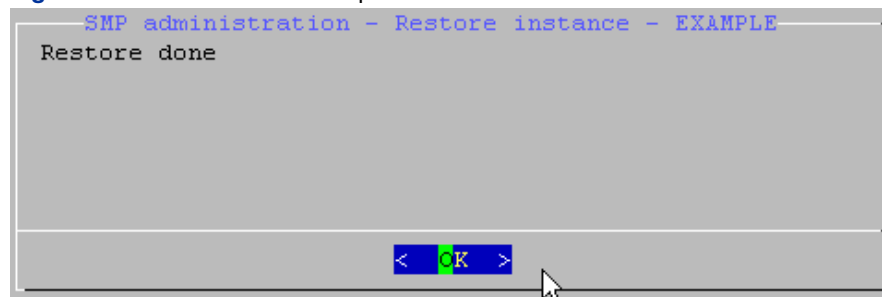 SMP administration - Restore instance - EXAMPLE
Restore done
< OK >